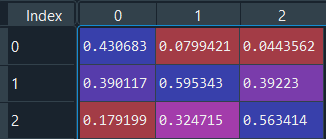 Index 0 1 2
0 0.430683 0.0799421 0.0443562
1 0.390117 0.595343 0.39223
2 0.179199 0.324715 0.563414